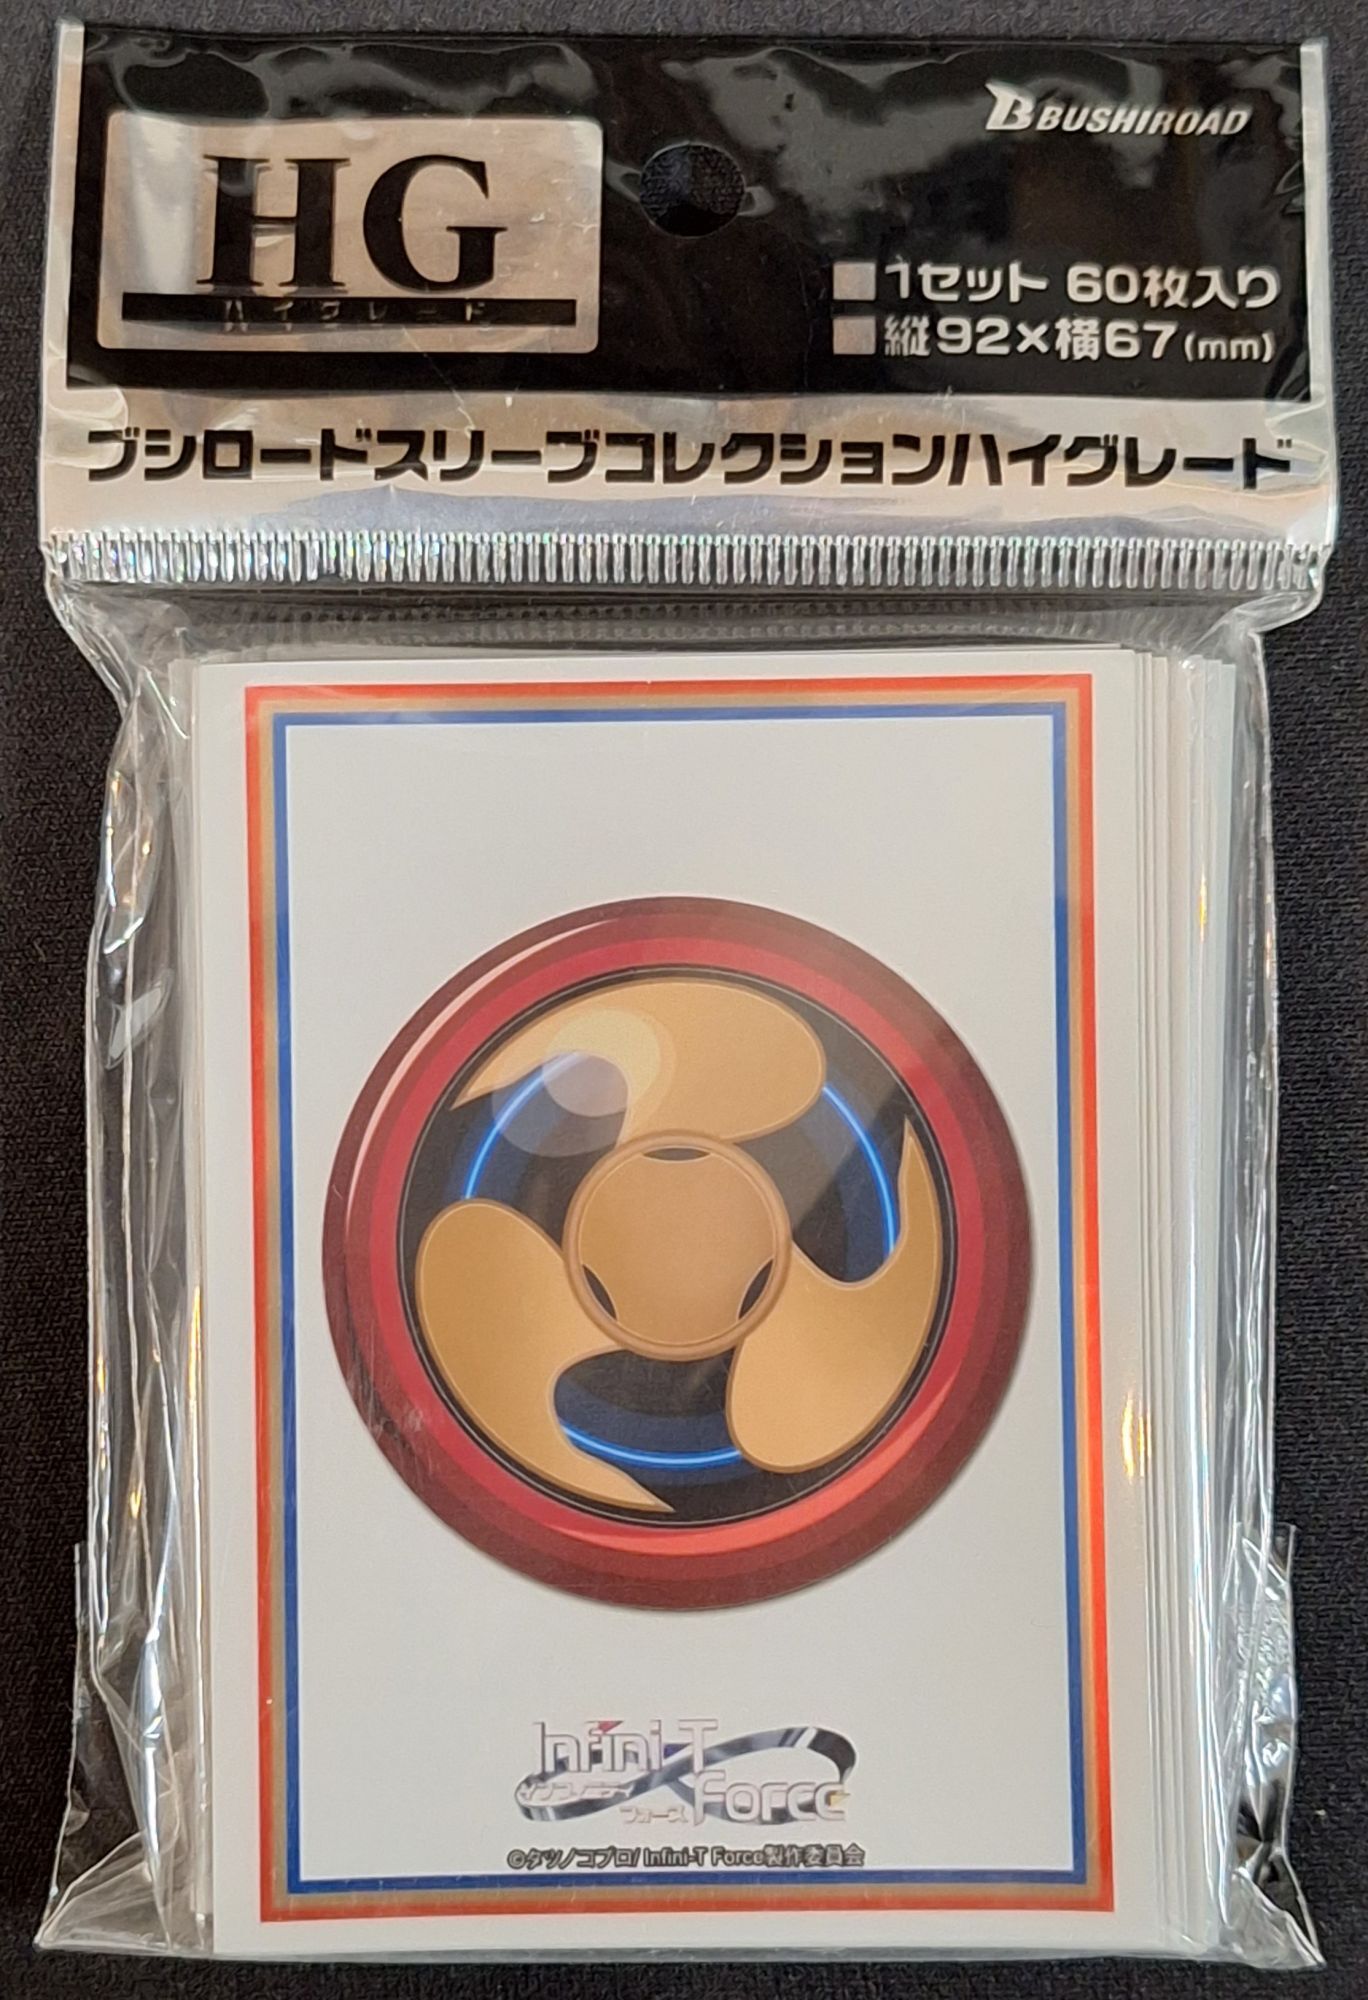 BUSHIROAD
HG
ハイグレード
1セット 60枚入り
縦92×横67(mm)
ブシロードスリーブコレクションハイグレード
Infini-T
Force
インフィニティ
フォース
©タツノコプロ/ Infini-T Force製作委員会